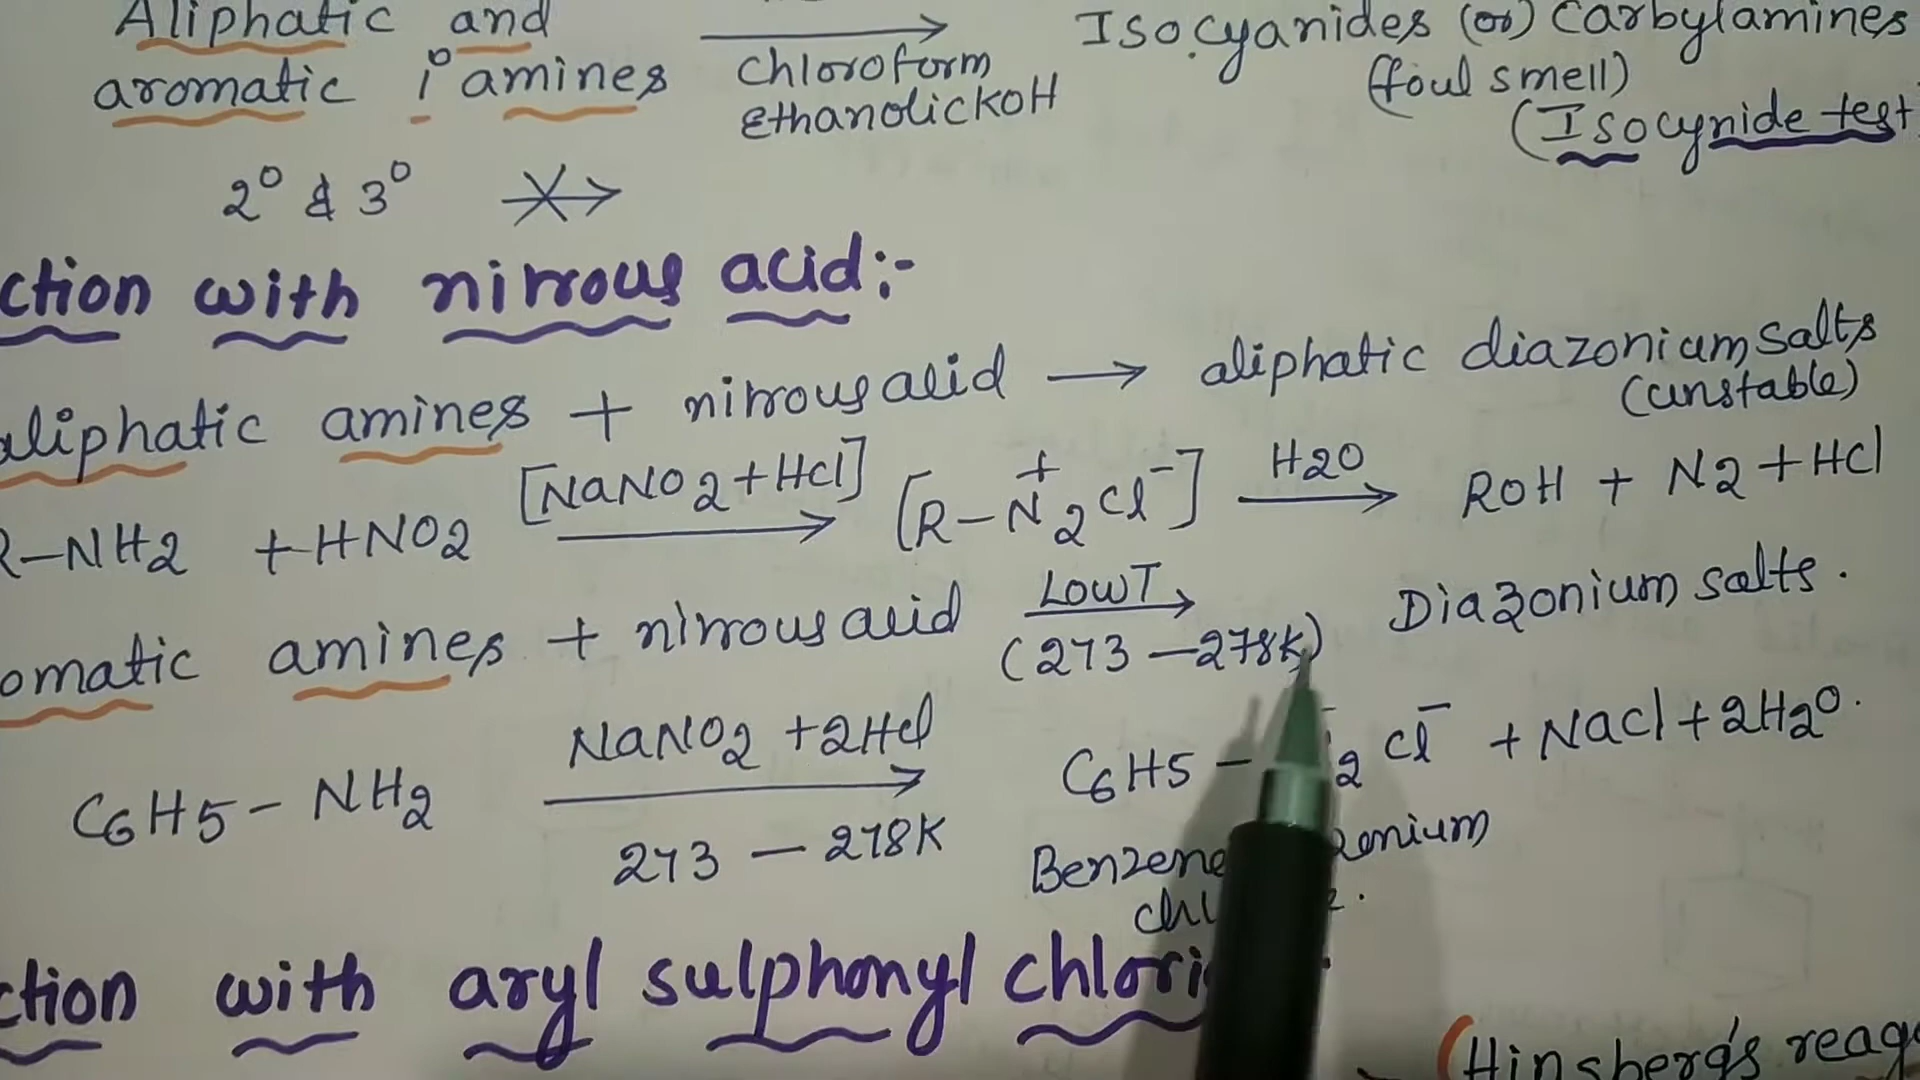 Aliphatic and
aromatic 1° amines
chloroform
ethanolic KOH
Isocyanides (or) carbylamines
(foul smell)
(Isocynide test)
2° & 3°
ction with nitrous acid:-
aliphatic amines + nitrous acid → aliphatic diazonium salts
(unstable)
R-NH2 + HNO2 [NaNO2+HCl] → [R-N2+Cl-] H2O → ROH + N2 + HCl
omatic amines + nitrous acid LOWT → Diazonium salts.
(273 - 278K)
C6H5 - NH2 NaNO2 + 2HCl → C6H5 - 2 Cl- + NaCl + 2H2O.
273 - 278K
Benzene onium
ction with aryl sulphonyl chlori
(Hinsberg's reag